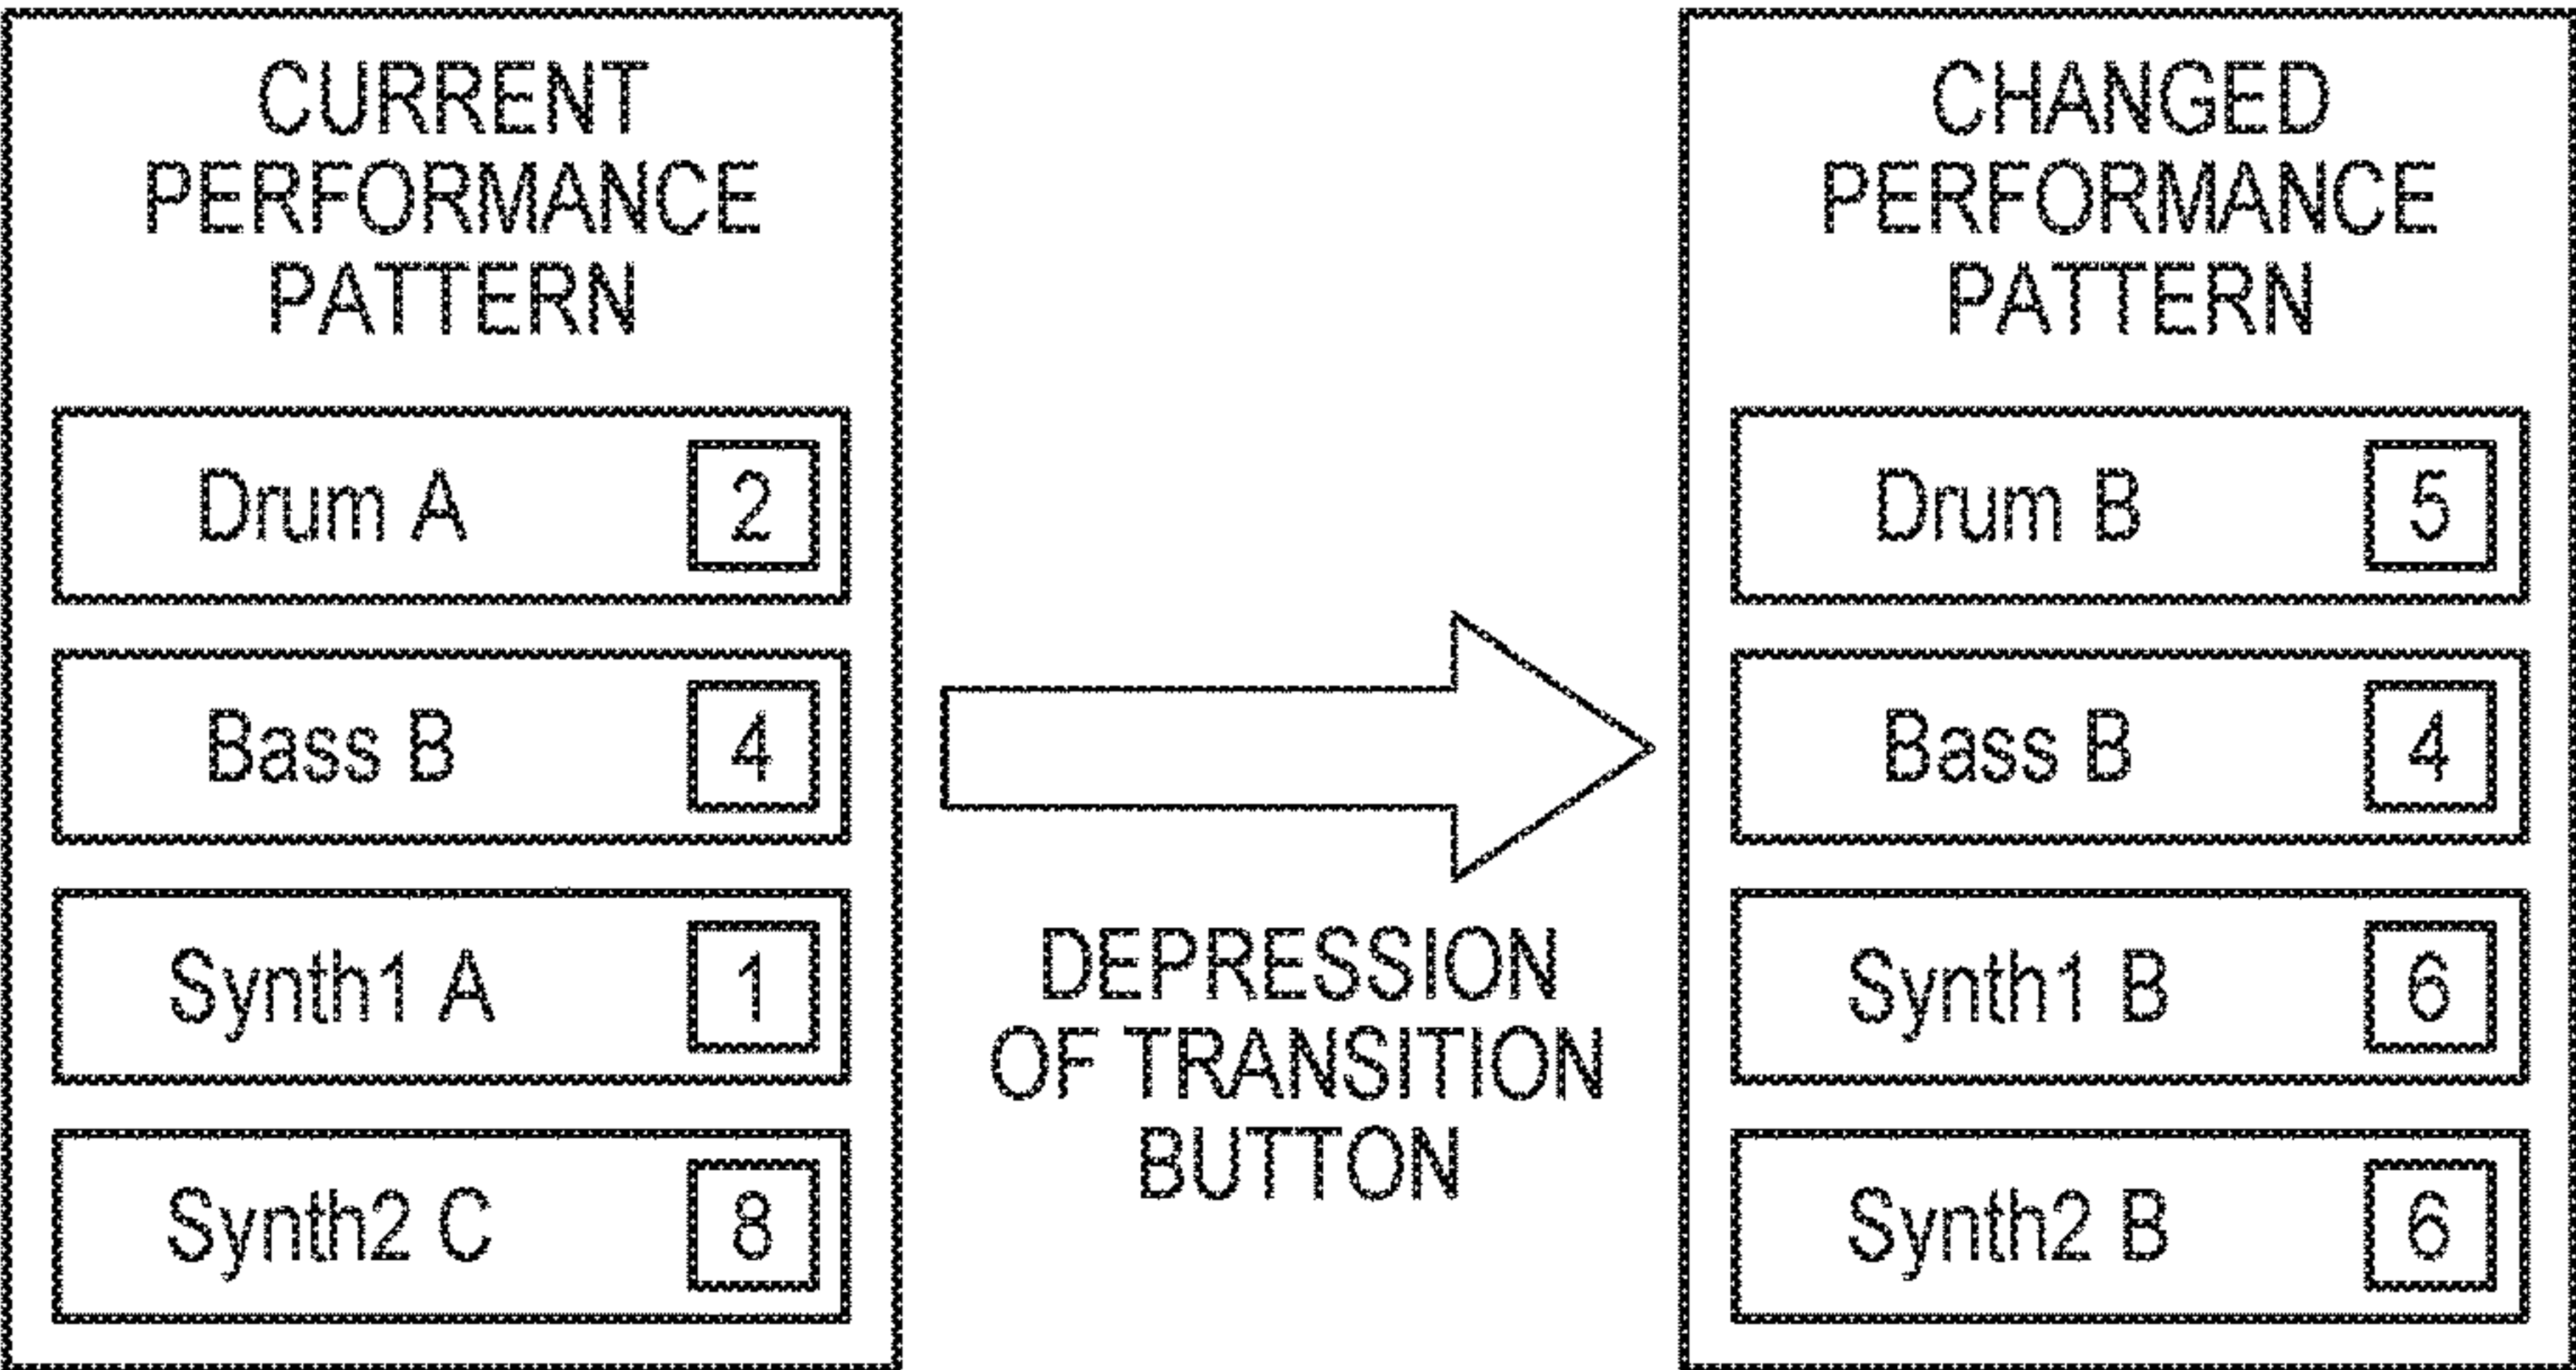 CURRENT
PERFORMANCE
PATTERN
Drum A 2
Bass B 4
Synth1 A 1
Synth2 C 8
DEPRESSION
OF TRANSITION
BUTTON
CHANGED
PERFORMANCE
PATTERN
Drum B 5
Bass B 4
Synth1 B 6
Synth2 B 6